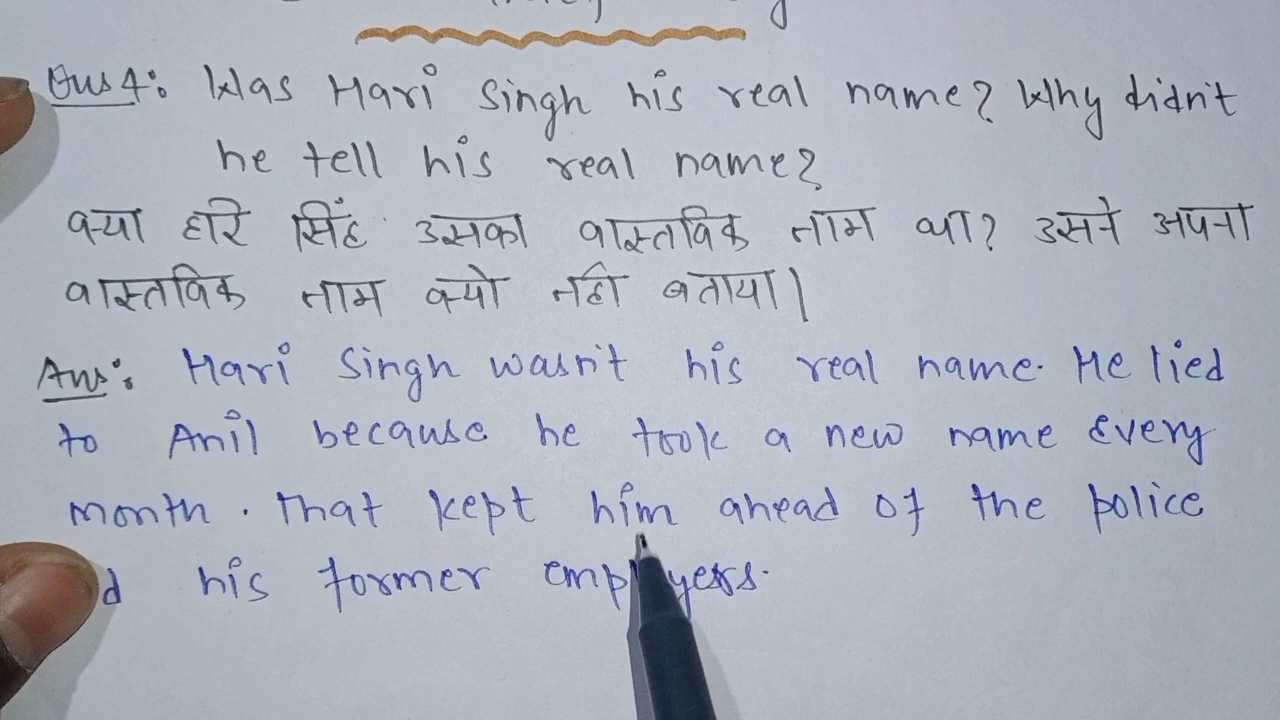 Qus 4: Was Hari Singh his real name? Why didn't
he tell his real name?
क्या हरि सिंह उसका वास्तविक नाम था? उसने अपना
वास्तविक नाम क्यो नही बताया।
Ans: Hari Singh wasn't his real name. He lied
to Anil because he took a new name Every
month. That kept him ahead of the police
his former employers.